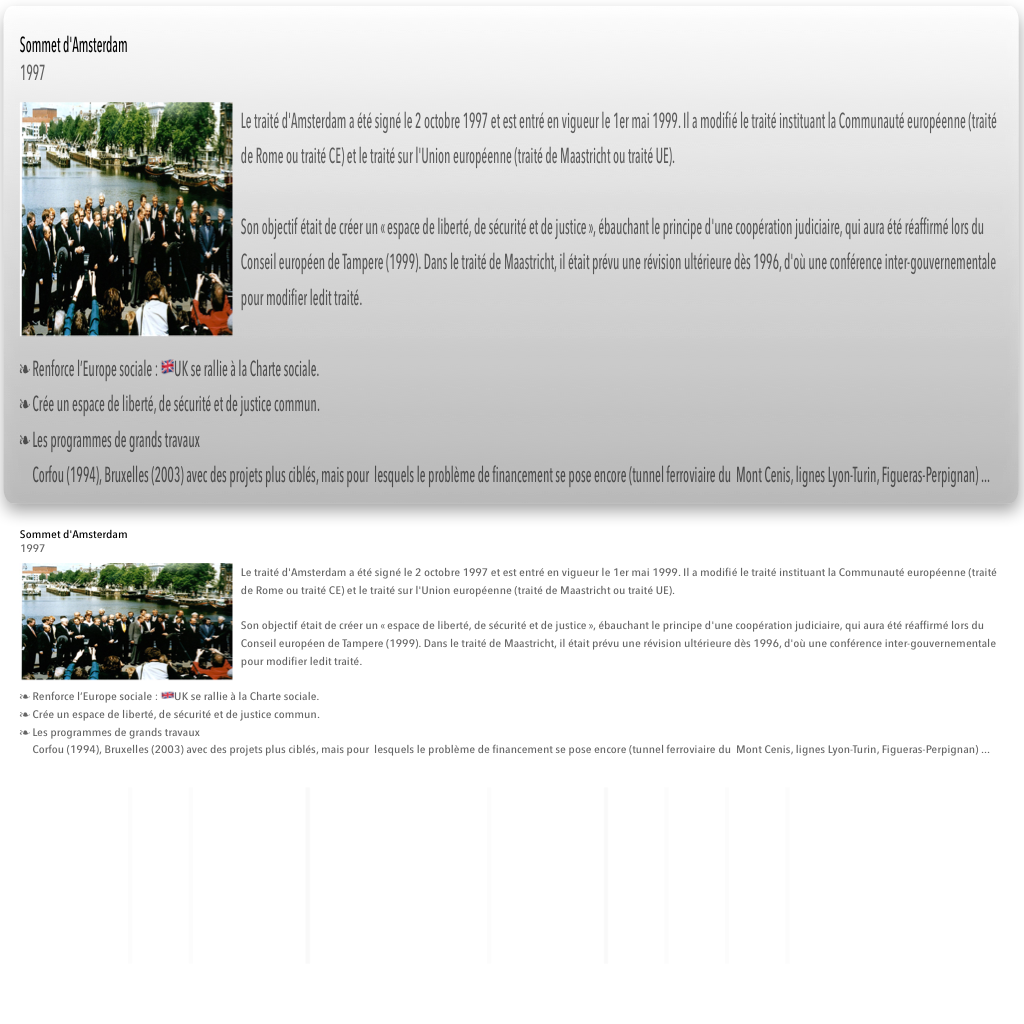 Sommet d'Amsterdam
1997
Le traité d'Amsterdam a été signé le 2 octobre 1997 et est entré en vigueur le 1er mai 1999. Il a modifié le traité instituant la Communauté européenne (traité
de Rome ou traité CE) et le traité sur l'Union européenne (traité de Maastricht ou traité UE).
Son objectif était de créer un « espace de liberté, de sécurité et de justice », ébauchant le principe d'une coopération judiciaire, qui aura été réaffirmé lors du
Conseil européen de Tampere (1999). Dans le traité de Maastricht, il était prévu une révision ultérieure dès 1996, d'où une conférence inter-gouvernementale
pour modifier ledit traité.
❧ Renforce l’Europe sociale : 🇬🇧UK se rallie à la Charte sociale.
❧ Crée un espace de liberté, de sécurité et de justice commun.
❧ Les programmes de grands travaux
Corfou (1994), Bruxelles (2003) avec des projets plus ciblés, mais pour lesquels le problème de financement se pose encore (tunnel ferroviaire du Mont Cenis, lignes Lyon-Turin, Figueras-Perpignan) ...
Sommet d'Amsterdam
1997
Le traité d'Amsterdam a été signé le 2 octobre 1997 et est entré en vigueur le 1er mai 1999. Il a modifié le traité instituant la Communauté européenne (traité
de Rome ou traité CE) et le traité sur l'Union européenne (traité de Maastricht ou traité UE).
Son objectif était de créer un « espace de liberté, de sécurité et de justice », ébauchant le principe d'une coopération judiciaire, qui aura été réaffirmé lors du
Conseil européen de Tampere (1999). Dans le traité de Maastricht, il était prévu une révision ultérieure dès 1996, d'où une conférence inter-gouvernementale
pour modifier ledit traité.
❧ Renforce l’Europe sociale : 🇬🇧UK se rallie à la Charte sociale.
❧ Crée un espace de liberté, de sécurité et de justice commun.
❧ Les programmes de grands travaux
Corfou (1994), Bruxelles (2003) avec des projets plus ciblés, mais pour lesquels le problème de financement se pose encore (tunnel ferroviaire du Mont Cenis, lignes Lyon-Turin, Figueras-Perpignan) ...